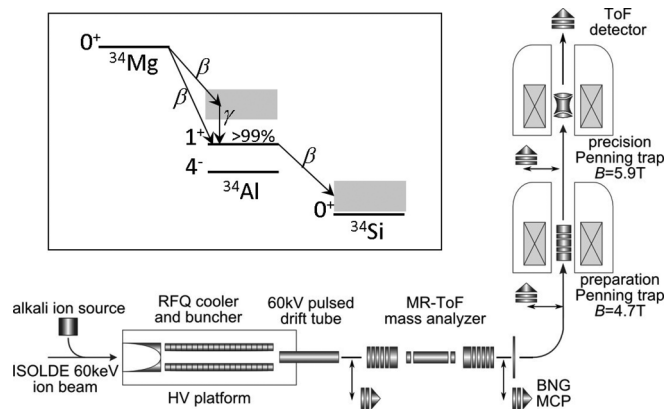 0⁺
³⁴Mg
β
β
γ
1⁺
>99%
β
4⁻
³⁴Al
0⁺
³⁴Si
ToF
detector
precision
Penning trap
B=5.9T
preparation
Penning trap
B=4.7T
alkali ion source
RFQ cooler
and buncher
60kV pulsed
drift tube
MR-ToF
mass analyzer
ISOLDE 60keV
ion beam
HV platform
BNG
MCP